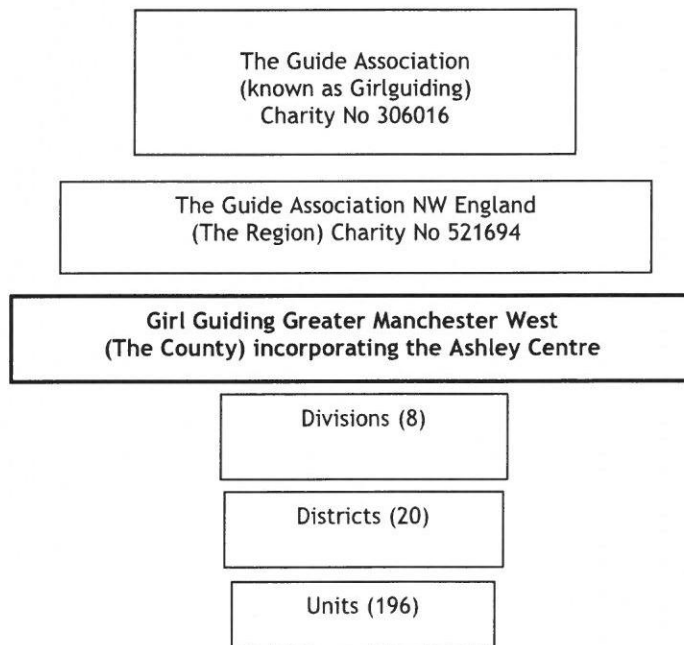 The Guide Association
(known as Girlguiding)
Charity No 306016
The Guide Association NW England
(The Region) Charity No 521694
Girl Guiding Greater Manchester West
(The County) incorporating the Ashley Centre
Divisions (8)
Districts (20)
Units (196)